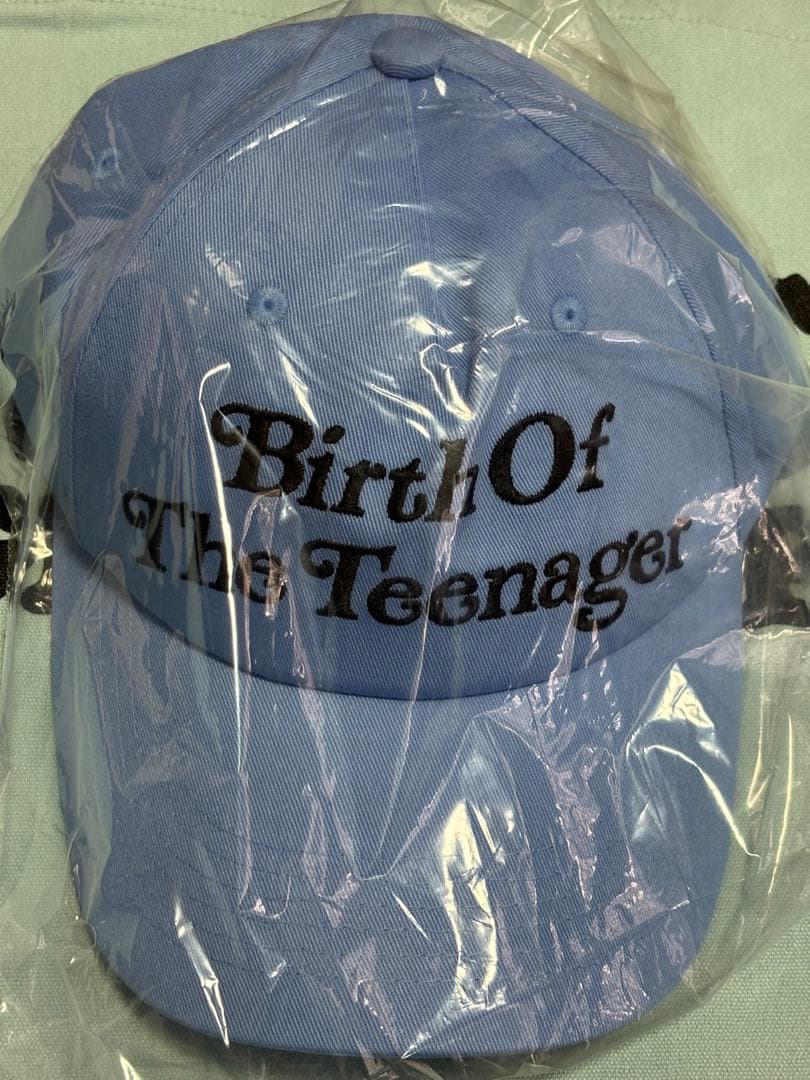 Birth Of
The Teenager